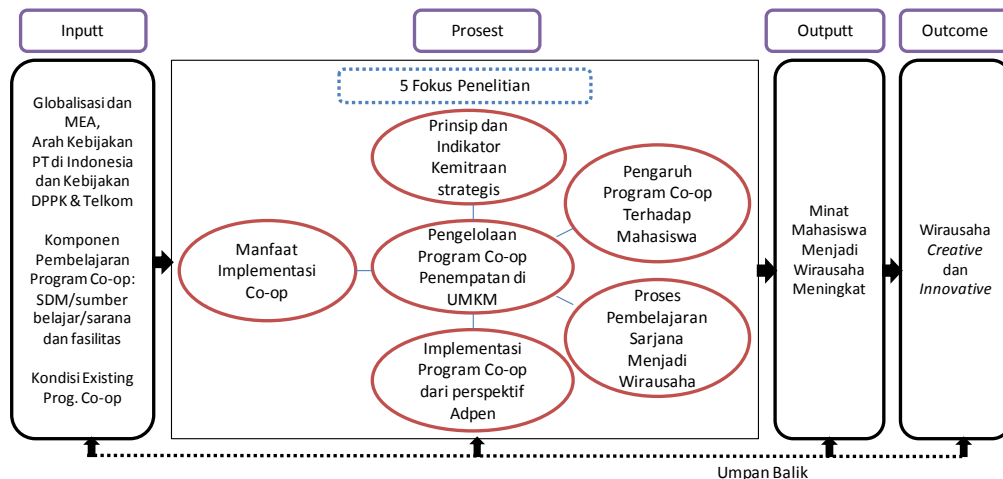 Inputt
Prosest
Outputt
Outcome
Globalisasi dan
MEA,
Arah Kebijakan
PT di Indonesia
dan Kebijakan
DPPK & Telkom
Komponen
Pembelajaran
Program Co-op:
SDM/sumber
belajar/sarana
dan fasilitas
Kondisi Existing
Prog. Co-op
5 Fokus Penelitian
Prinsip dan
Indikator
Kemitraan
strategis
Pengaruh
Program Co-op
Terhadap
Mahasiswa
Manfaat
Implementasi
Co-op
Pengelolaan
Program Co-op
Penempatan di
UMKM
Proses
Pembelajaran
Sarjana
Menjadi
Wirausaha
Implementasi
Program Co-op
dari perspektif
Adpen
Minat
Mahasiswa
Menjadi
Wirausaha
Meningkat
Wirausaha
Creative
dan
Innovative
Umpan Balik